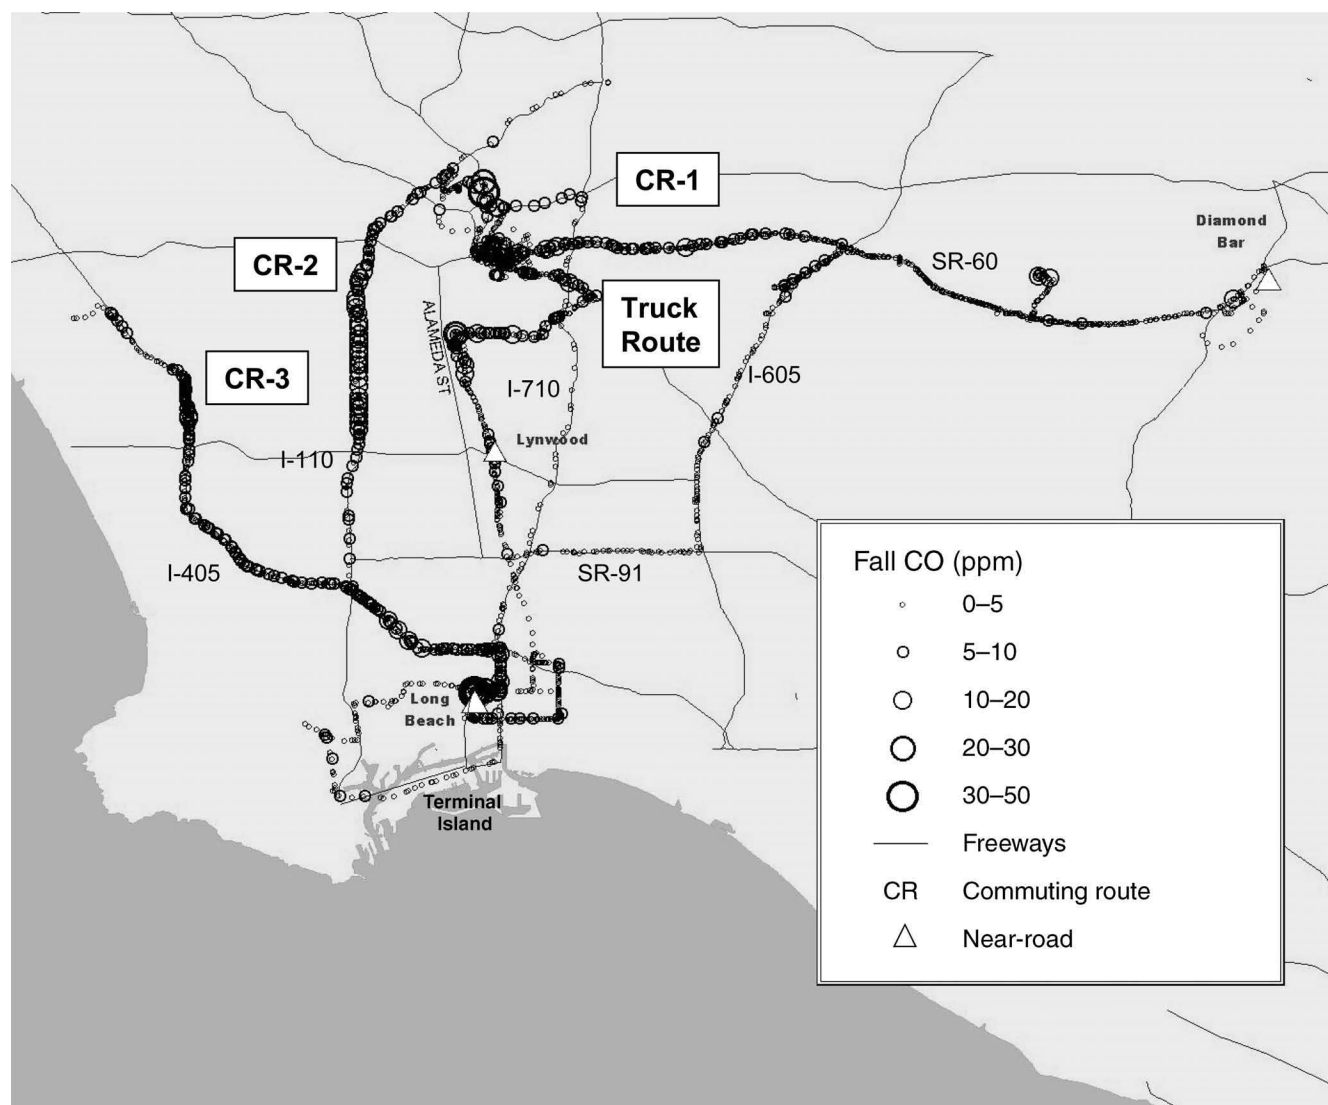 CR-1
Diamond
Bar
CR-2
SR-60
Truck
Route
ALAMEDA ST
CR-3
I-710
I-605
Lynwood
I-110
I-405
SR-91
Long
Beach
Terminal
Island
Fall CO (ppm)
0–5
5–10
10–20
20–30
30–50
Freeways
CR Commuting route
Near-road